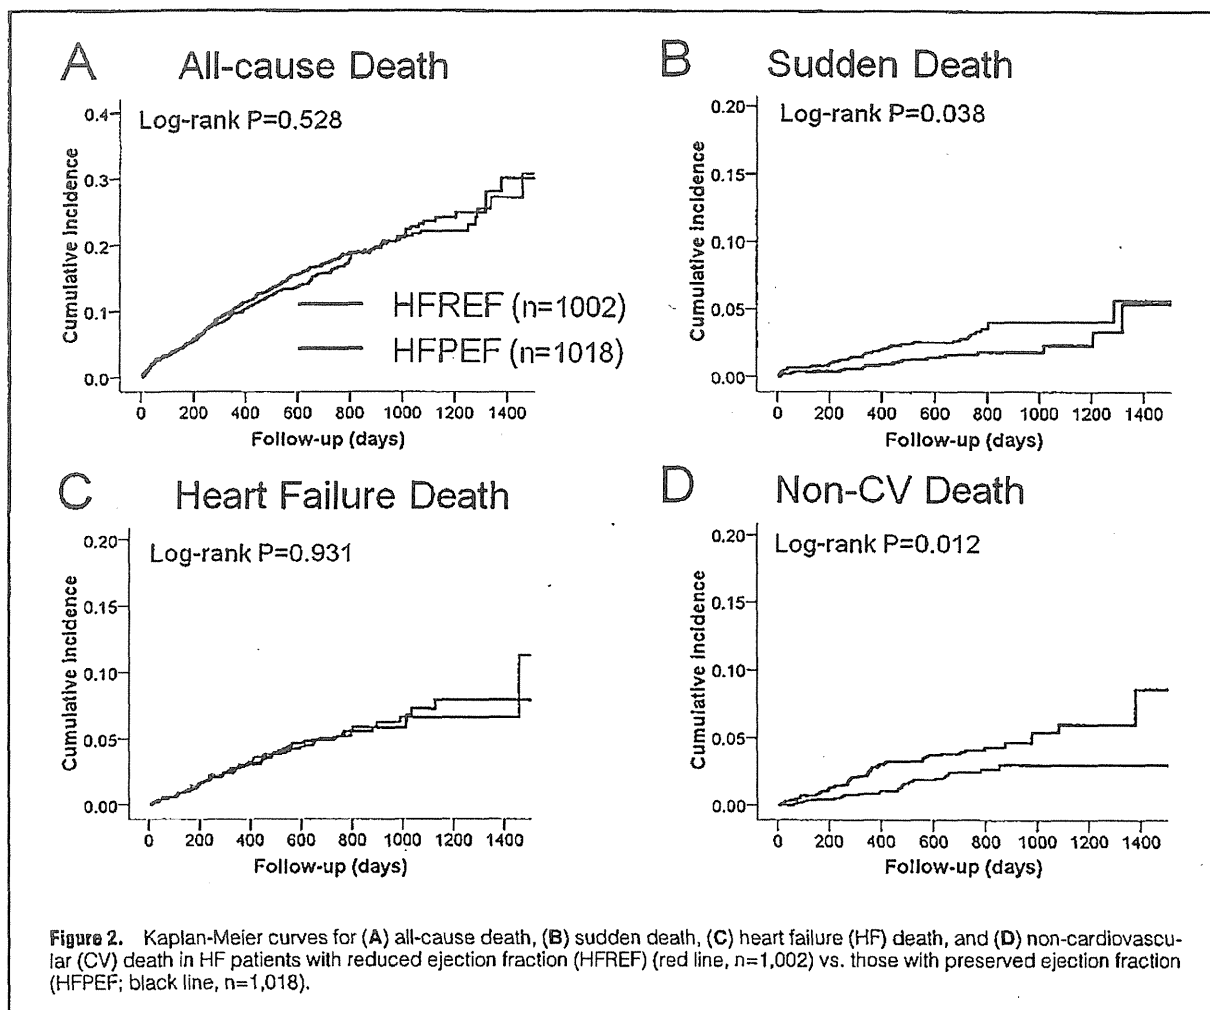 A All-cause Death
Log-rank P=0.528
Cumulative Incidence
0.4
0.3
0.2
0.1
0.0
HFREF (n=1002)
HFPEF (n=1018)
0 200 400 600 800 1000 1200 1400
Follow-up (days)
B Sudden Death
Log-rank P=0.038
Cumulative Incidence
0.20
0.15
0.10
0.05
0.00
0 200 400 600 800 1000 1200 1400
Follow-up (days)
C Heart Failure Death
Log-rank P=0.931
Cumulative Incidence
0.20
0.15
0.10
0.05
0.00
0 200 400 600 800 1000 1200 1400
Follow-up (days)
D Non-CV Death
Log-rank P=0.012
Cumulative Incidence
0.20
0.15
0.10
0.05
0.00
0 200 400 600 800 1000 1200 1400
Follow-up (days)
Figure 2. Kaplan-Meier curves for (A) all-cause death, (B) sudden death, (C) heart failure (HF) death, and (D) non-cardiovascu-
lar (CV) death in HF patients with reduced ejection fraction (HFREF) (red line, n=1,002) vs. those with preserved ejection fraction
(HFPEF; black line, n=1,018).